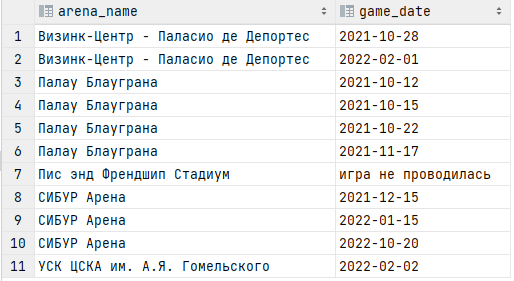 arena_name game_date
1 Визинк-Центр - Паласио де Депортес 2021-10-28
2 Визинк-Центр - Паласио де Депортес 2022-02-01
3 Палау Блауграна 2021-10-12
4 Палау Блауграна 2021-10-15
5 Палау Блауграна 2021-10-22
6 Палау Блауграна 2021-11-17
7 Пис энд Френдшип Стадиум игра не проводилась
8 СИБУР Арена 2021-12-15
9 СИБУР Арена 2022-01-15
10 СИБУР Арена 2022-10-20
11 УСК ЦСКА им. А.Я. Гомельского 2022-02-02